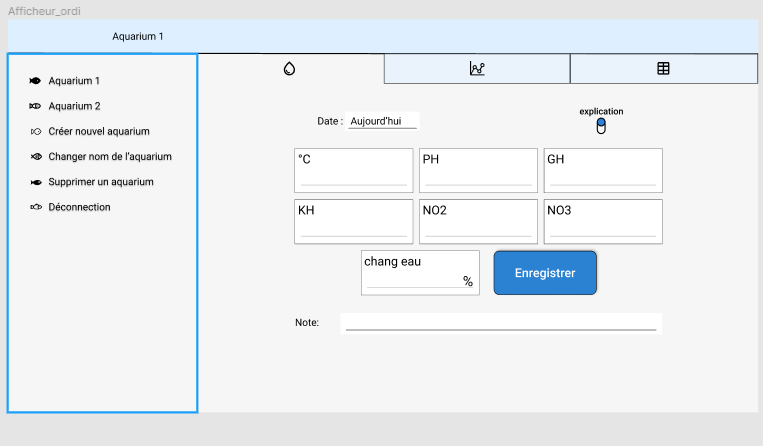 Afficheur_ordi
Aquarium 1
Aquarium 1
Aquarium 2
Créer nouvel aquarium
Changer nom de l'aquarium
Supprimer un aquarium
Déconnection
Date : Aujourd'hui
explication
°C PH GH
KH NO2 NO3
chang eau
%
Enregistrer
Note: